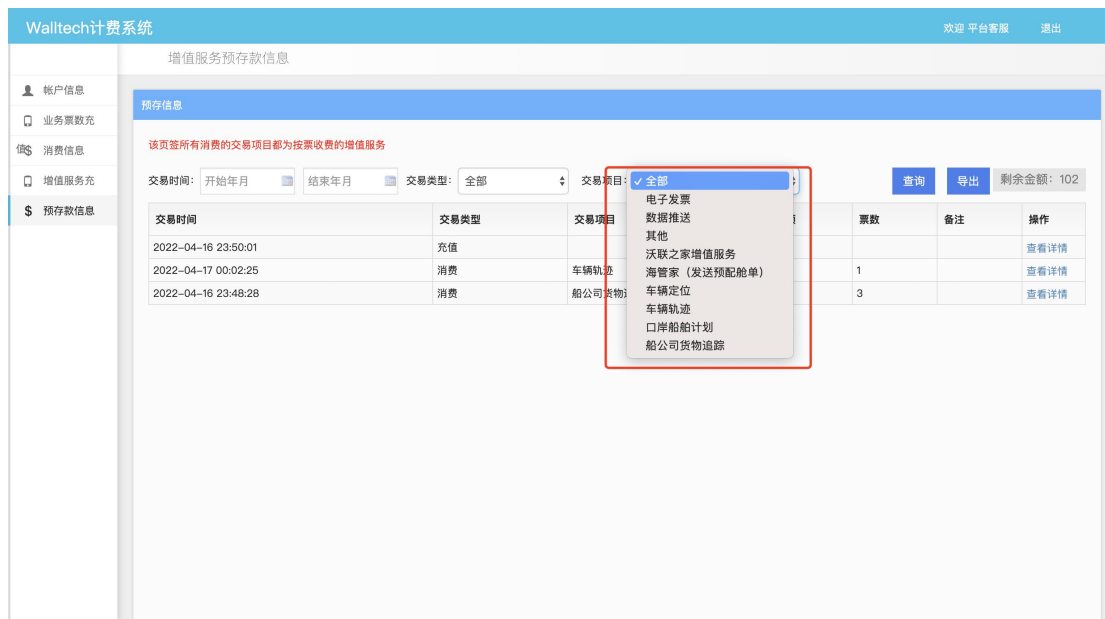 Walltech计费系统
欢迎 平台客服 退出
增值服务预存款信息
帐户信息
业务票数充
值$ 消费信息
增值服务充
$ 预存款信息
预存信息
该页签所有消费的交易项目都为按票收费的增值服务
交易时间: 开始年月 结束年月 交易类型: 全部 交易项目: ✓ 全部 查询 导出 剩余金额: 102
电子发票
数据推送
其他
沃联之家增值服务
海管家（发送预配舱单）
车辆定位
车辆轨迹
口岸船舶计划
船公司货物追踪
交易时间 交易类型 交易项目 票数 备注 操作
2022-04-16 23:50:01 充值 查看详情
2022-04-17 00:02:25 消费 车辆轨迹 1 查看详情
2022-04-16 23:48:28 消费 船公司货物 3 查看详情